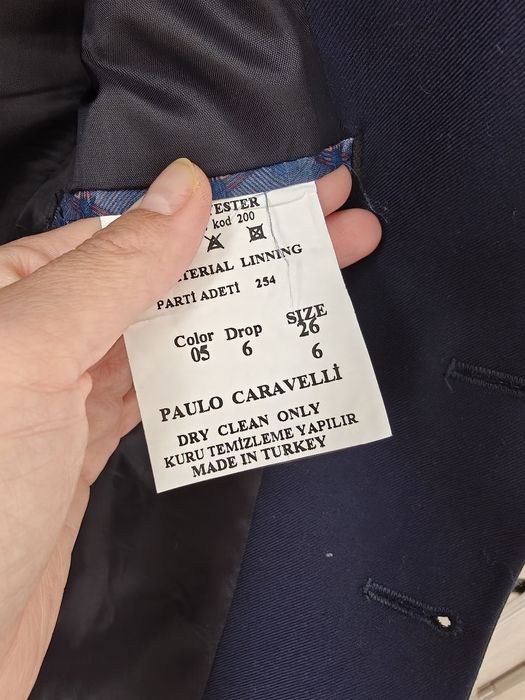 YESTER
kod 200
TERIAL LINNING
PARTİ ADETİ 254
Color Drop SIZE
05 6 26
6
PAULO CARAVELLİ
DRY CLEAN ONLY
KURU TEMİZLEME YAPILIR
MADE IN TURKEY